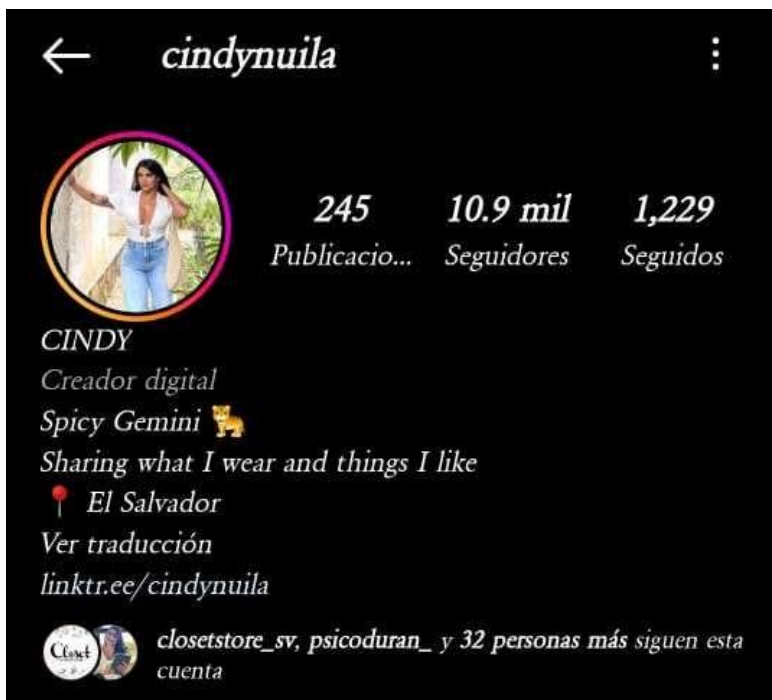 cindynuila
245 10.9 mil 1,229
Publicacio... Seguidores Seguidos
CINDY
Creador digital
Spicy Gemini 🐅
Sharing what I wear and things I like
📍 El Salvador
Ver traducción
linktr.ee/cindynuila
Closet
closetstore_sv, psicoduran_ y 32 personas más siguen esta
cuenta